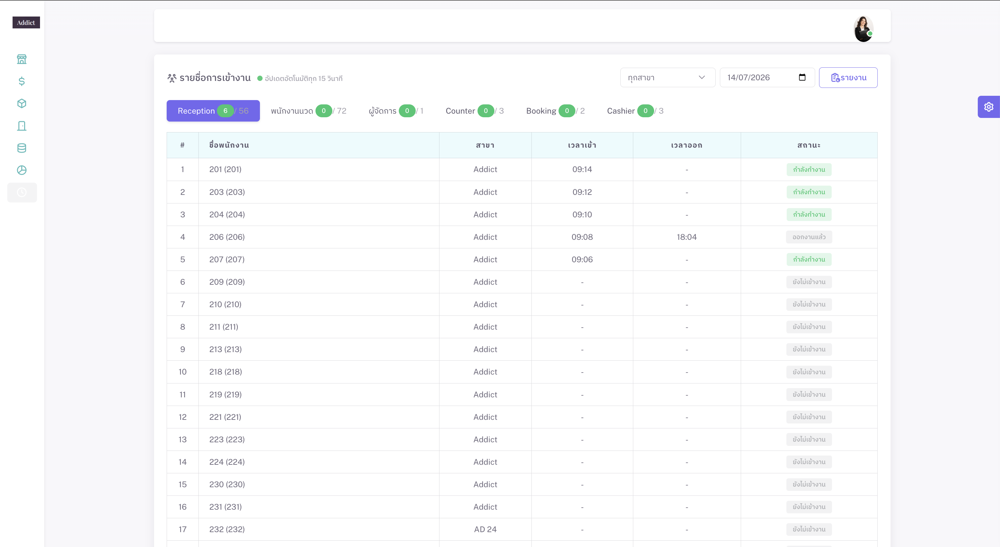 Addict
รายชื่อการเข้างาน อัปเดตอัตโนมัติทุก 15 วินาที ทุกสาขา 14/07/2026 รายงาน
Reception 6 / 56 พนักงานนวด 0 / 72 ผู้จัดการ 0 / 1 Counter 0 / 3 Booking 0 / 2 Cashier 0 / 3
# ชื่อพนักงาน สาขา เวลาเข้า เวลาออก สถานะ
1 201 (201) Addict 09:14 - กำลังทำงาน
2 203 (203) Addict 09:12 - กำลังทำงาน
3 204 (204) Addict 09:10 - กำลังทำงาน
4 206 (206) Addict 09:08 18:04 ออกงานแล้ว
5 207 (207) Addict 09:06 - กำลังทำงาน
6 209 (209) Addict - - ยังไม่เข้างาน
7 210 (210) Addict - - ยังไม่เข้างาน
8 211 (211) Addict - - ยังไม่เข้างาน
9 213 (213) Addict - - ยังไม่เข้างาน
10 218 (218) Addict - - ยังไม่เข้างาน
11 219 (219) Addict - - ยังไม่เข้างาน
12 221 (221) Addict - - ยังไม่เข้างาน
13 223 (223) Addict - - ยังไม่เข้างาน
14 224 (224) Addict - - ยังไม่เข้างาน
15 230 (230) Addict - - ยังไม่เข้างาน
16 231 (231) Addict - - ยังไม่เข้างาน
17 232 (232) AD 24 - - ยังไม่เข้างาน